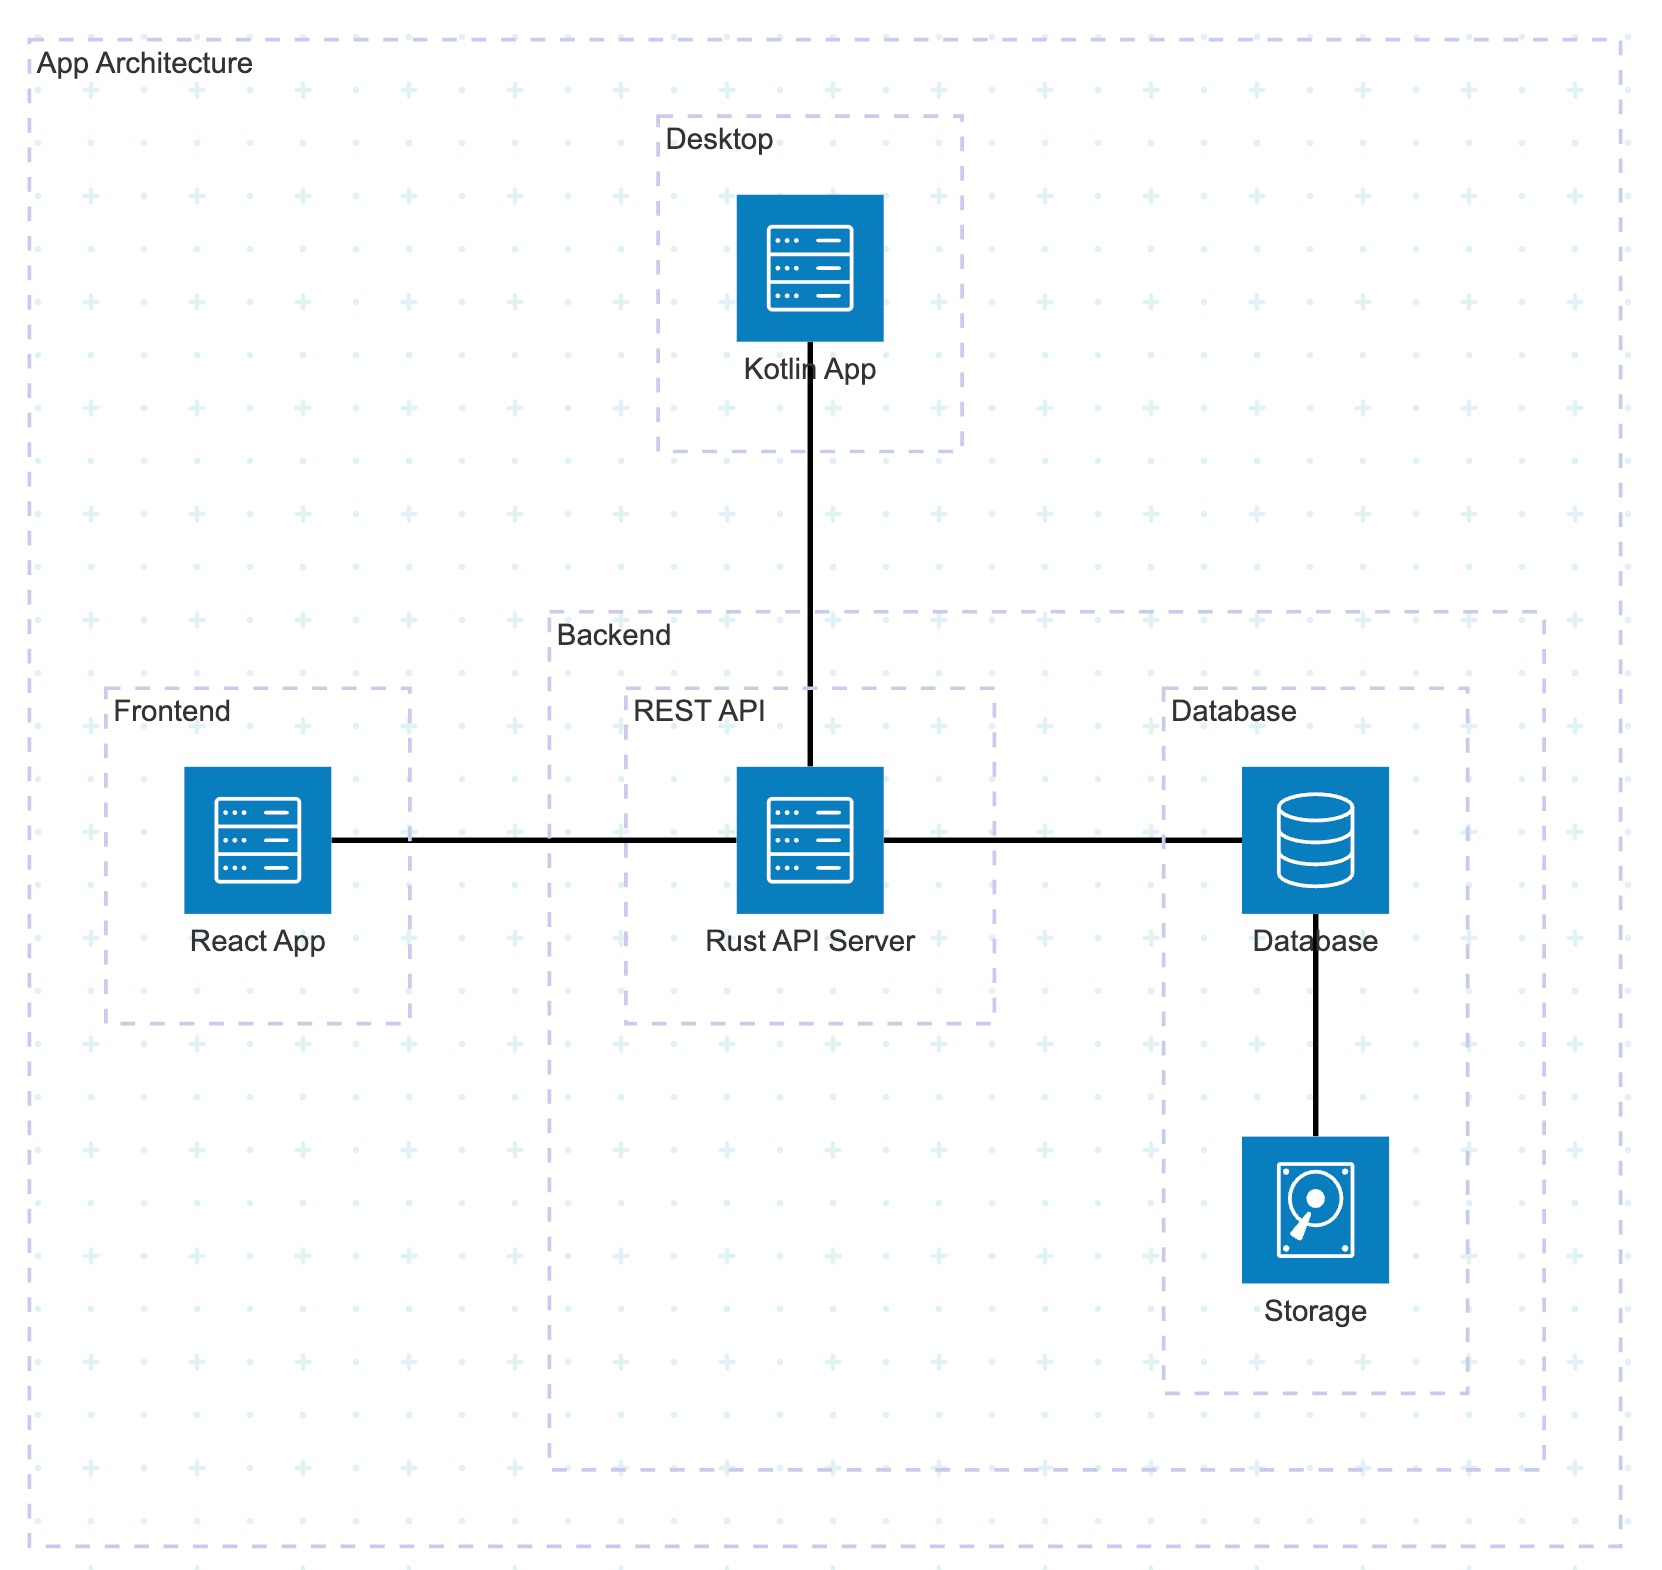 App Architecture
Desktop
Kotlin App
Backend
Frontend
REST API
Database
React App
Rust API Server
Database
Storage